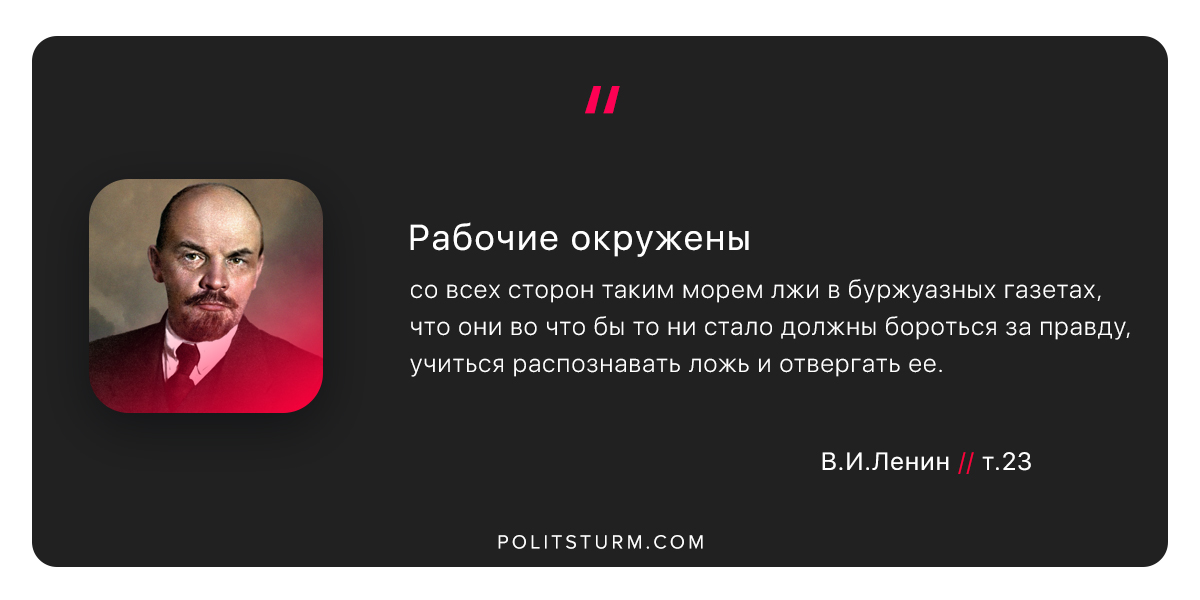 Рабочие окружены
со всех сторон таким морем лжи в буржуазных газетах,
что они во что бы то ни стало должны бороться за правду,
учиться распознавать ложь и отвергать ее.
В.И.Ленин // т.23
POLITSTURM.COM